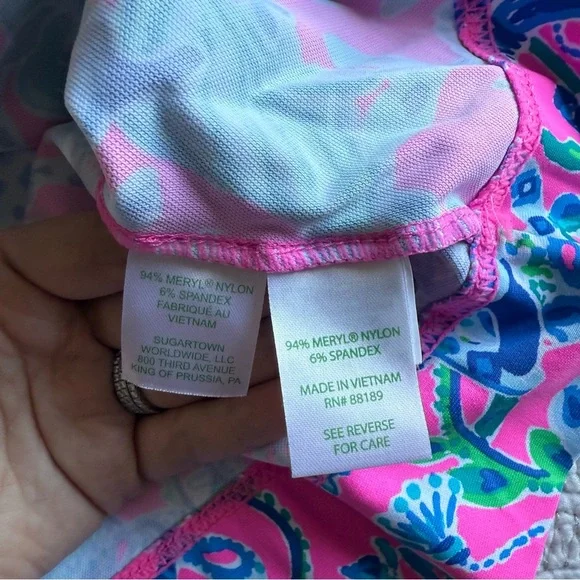 94% MERYL® NYLON
6% SPANDEX
FABRIQUÉ AU
VIETNAM
SUGARTOWN
WORLDWIDE, LLC
800 THIRD AVENUE
KING OF PRUSSIA, PA
94% MERYL® NYLON
6% SPANDEX
MADE IN VIETNAM
RN# 88189
SEE REVERSE
FOR CARE